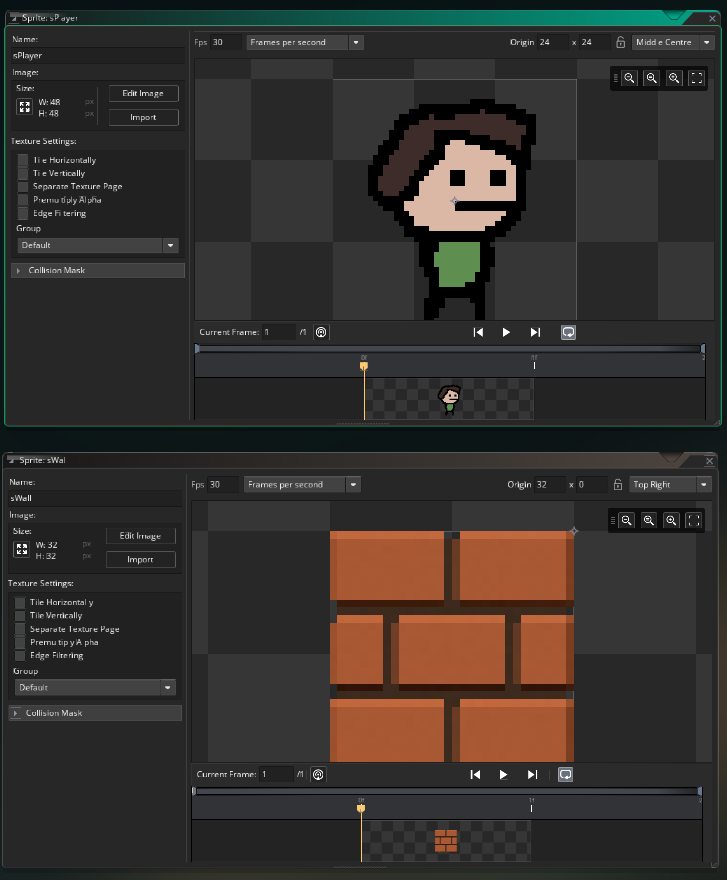 Sprite: sPlayer
Name:
sPlayer
Image:
Size:
W: 48 px
H: 48 px
Edit Image
Import
Texture Settings:
Tile Horizontally
Tile Vertically
Separate Texture Page
Premultiply Alpha
Edge Filtering
Group
Default
Collision Mask
Fps 30 Frames per second Origin 24 x 24 Middle Centre
Current Frame: 1 /1
0f 1f
Sprite: sWall
Name:
sWall
Image:
Size:
W: 32 px
H: 32 px
Edit Image
Import
Texture Settings:
Tile Horizontally
Tile Vertically
Separate Texture Page
Premultiply Alpha
Edge Filtering
Group
Default
Collision Mask
Fps 30 Frames per second Origin 32 x 0 Top Right
Current Frame: 1 /1
0f 1f